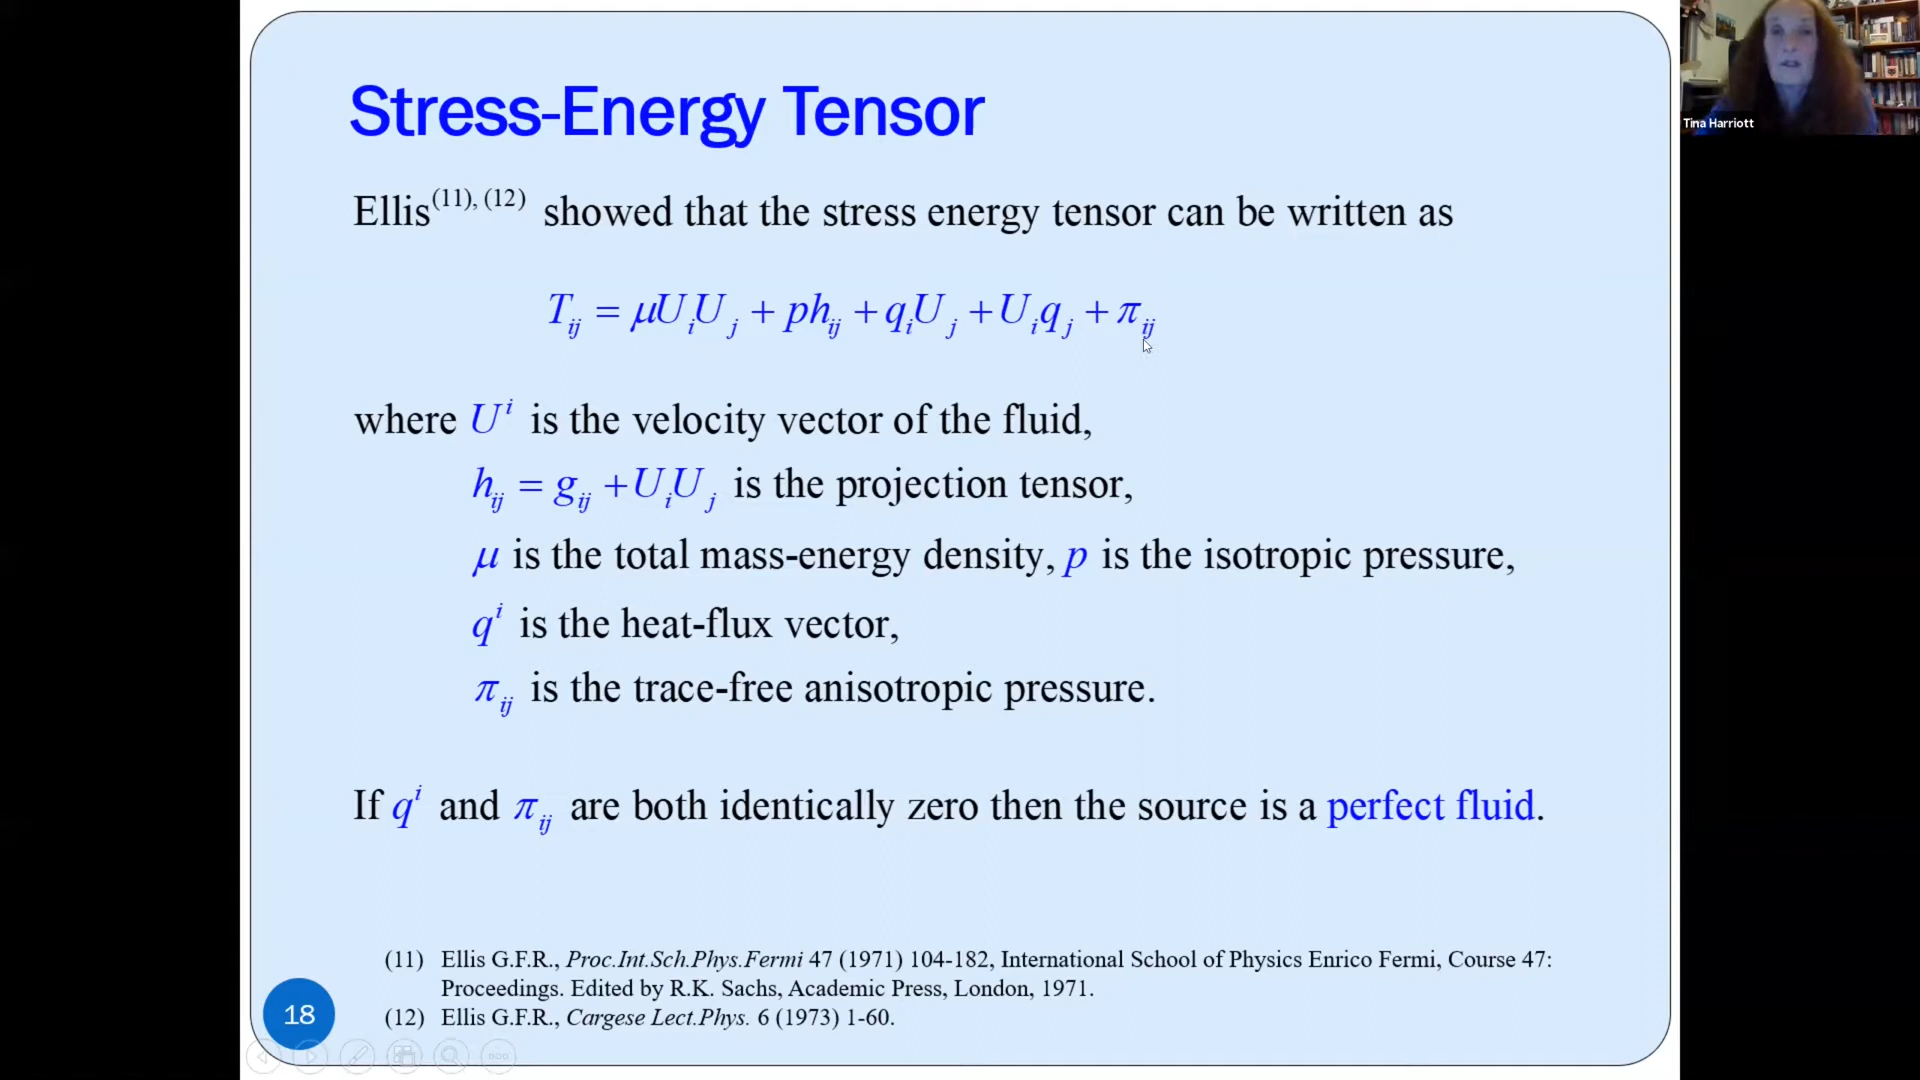 Stress-Energy Tensor
Tina Harriott
Ellis(11), (12) showed that the stress energy tensor can be written as
T_ij = μU_iU_j + ph_ij + q_iU_j + U_iq_j + π_ij
where U^i is the velocity vector of the fluid,
h_ij = g_ij + U_iU_j is the projection tensor,
μ is the total mass-energy density, p is the isotropic pressure,
q^i is the heat-flux vector,
π_ij is the trace-free anisotropic pressure.
If q^i and π_ij are both identically zero then the source is a perfect fluid.
(11) Ellis G.F.R., Proc.Int.Sch.Phys.Fermi 47 (1971) 104-182, International School of Physics Enrico Fermi, Course 47:
Proceedings. Edited by R.K. Sachs, Academic Press, London, 1971.
(12) Ellis G.F.R., Cargese Lect.Phys. 6 (1973) 1-60.
18